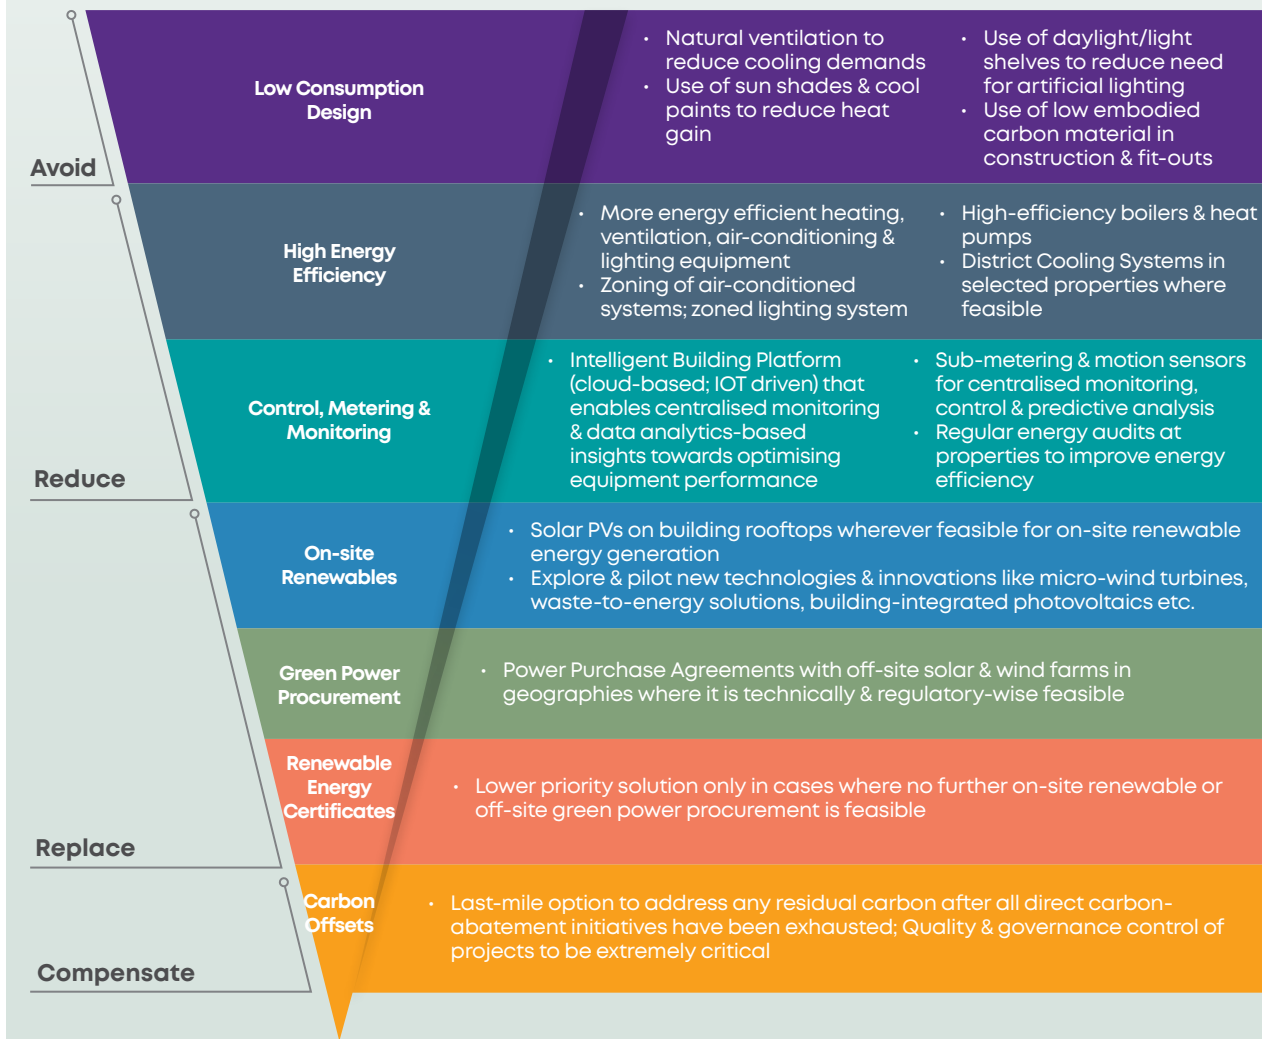 Avoid
Low Consumption
Design
• Natural ventilation to
reduce cooling demands
• Use of sun shades & cool
paints to reduce heat
gain
• Use of daylight/light
shelves to reduce need
for artificial lighting
• Use of low embodied
carbon material in
construction & fit-outs
Reduce
High Energy
Efficiency
• More energy efficient heating,
ventilation, air-conditioning &
lighting equipment
• Zoning of air-conditioned
systems; zoned lighting system
• High-efficiency boilers & heat
pumps
• District Cooling Systems in
selected properties where
feasible
Control, Metering &
Monitoring
• Intelligent Building Platform
(cloud-based; IOT driven) that
enables centralised monitoring
& data analytics-based
insights towards optimising
equipment performance
• Sub-metering & motion sensors
for centralised monitoring,
control & predictive analysis
• Regular energy audits at
properties to improve energy
efficiency
Replace
On-site
Renewables
• Solar PVs on building rooftops wherever feasible for on-site renewable
energy generation
• Explore & pilot new technologies & innovations like micro-wind turbines,
waste-to-energy solutions, building-integrated photovoltaics etc.
Green Power
Procurement
• Power Purchase Agreements with off-site solar & wind farms in
geographies where it is technically & regulatory-wise feasible
Renewable
Energy
Certificates
• Lower priority solution only in cases where no further on-site renewable or
off-site green power procurement is feasible
Compensate
Carbon
Offsets
• Last-mile option to address any residual carbon after all direct carbon-
abatement initiatives have been exhausted; Quality & governance control of
projects to be extremely critical